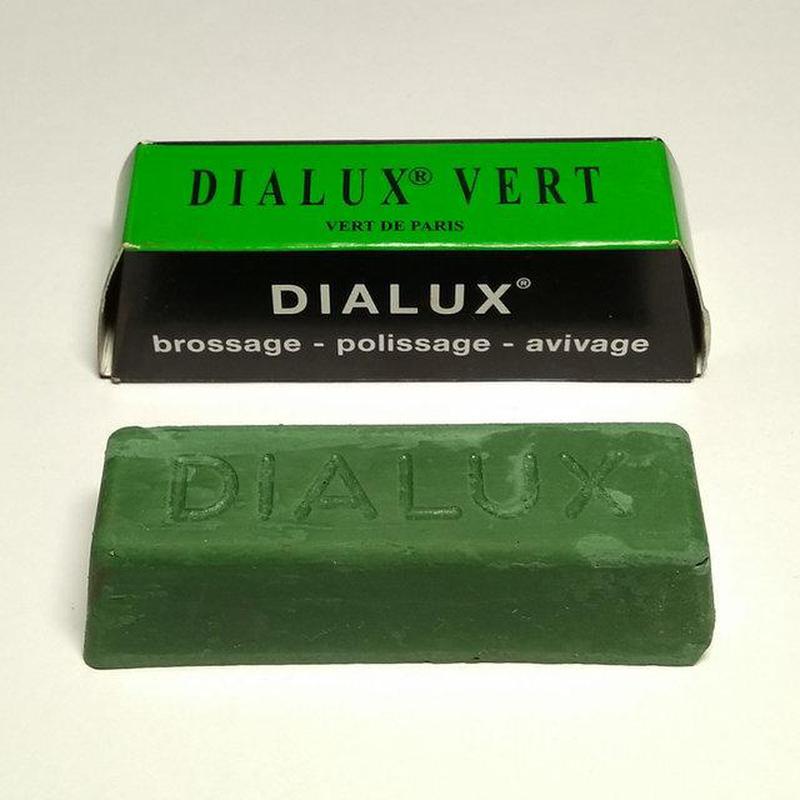 DIALUX® VERT
VERT DE PARIS
DIALUX®
brossage - polissage - avivage
DIALUX